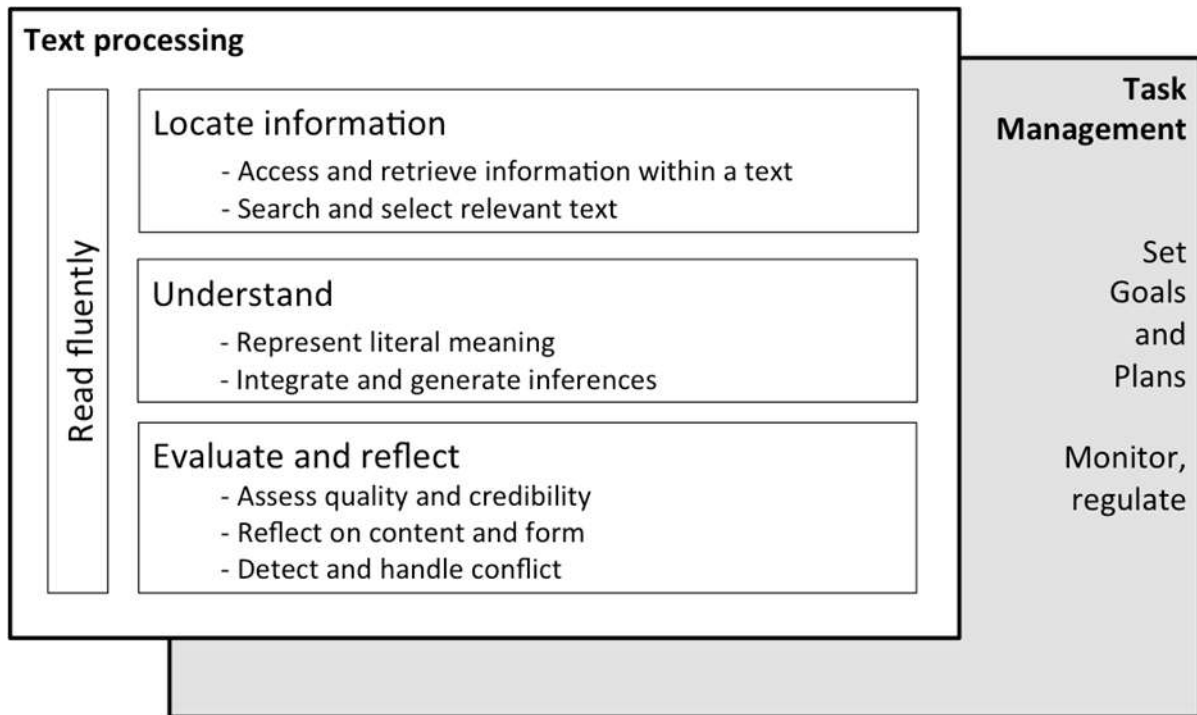 Text processing
Read fluently
Locate information
- Access and retrieve information within a text
- Search and select relevant text
Understand
- Represent literal meaning
- Integrate and generate inferences
Evaluate and reflect
- Assess quality and credibility
- Reflect on content and form
- Detect and handle conflict
Task
Management
Set
Goals
and
Plans
Monitor,
regulate